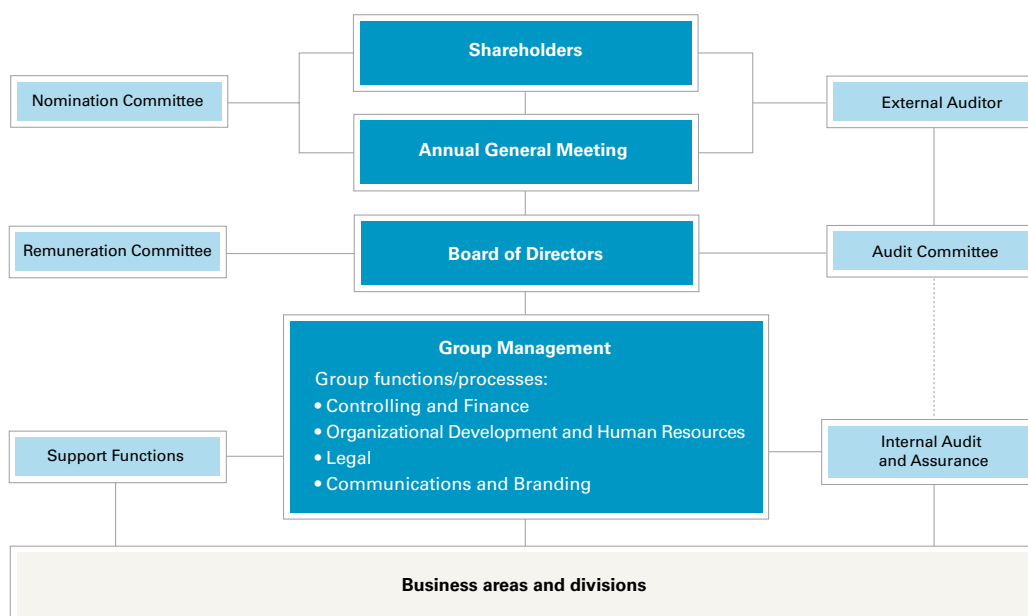 Shareholders
Nomination Committee
External Auditor
Annual General Meeting
Remuneration Committee
Board of Directors
Audit Committee
Group Management
Group functions/processes:
• Controlling and Finance
• Organizational Development and Human Resources
• Legal
• Communications and Branding
Support Functions
Internal Audit
and Assurance
Business areas and divisions